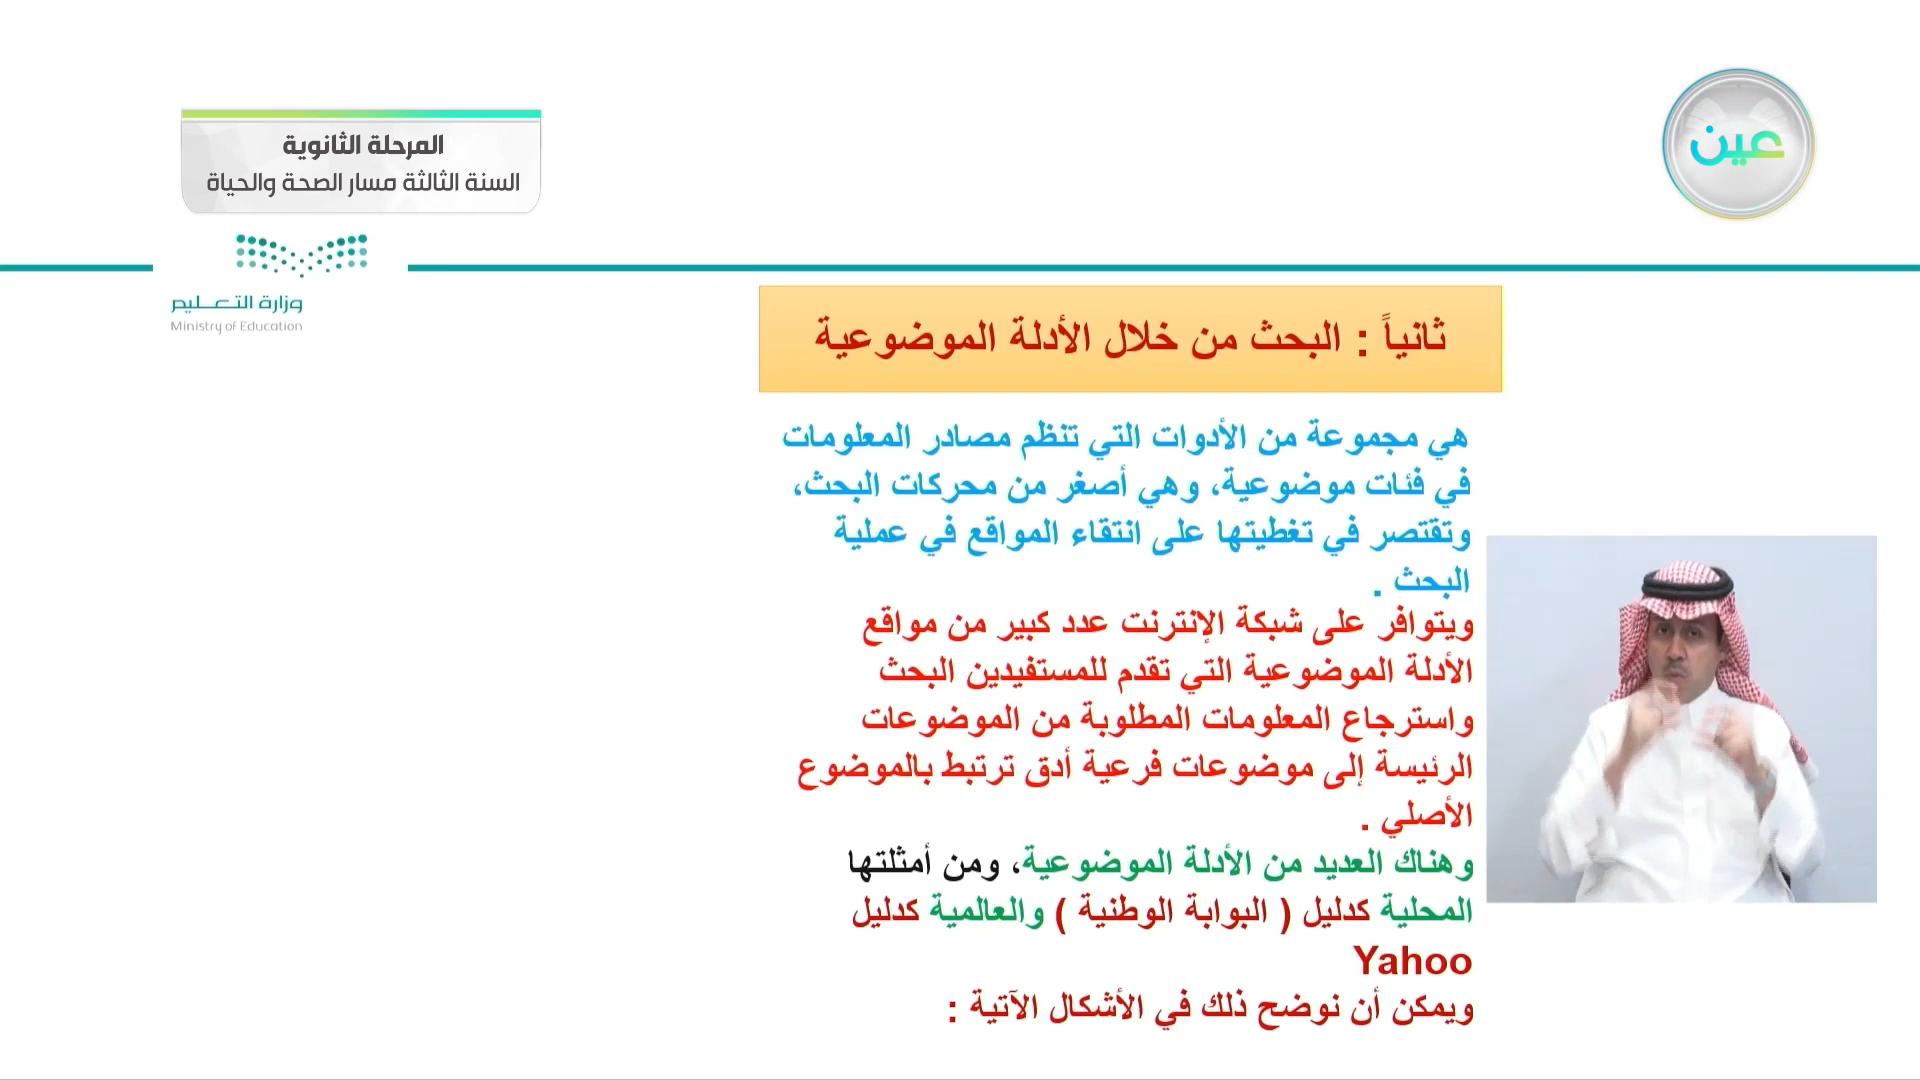 عين
المرحلة الثانوية
السنة الثالثة مسار الصحة والحياة
وزارة التعليم
Ministry of Education
ثانياً : البحث من خلال الأدلة الموضوعية
هي مجموعة من الأدوات التي تنظم مصادر المعلومات
في فئات موضوعية، وهي أصغر من محركات البحث،
وتقتصر في تغطيتها على انتقاء المواقع في عملية
البحث .
ويتوافر على شبكة الإنترنت عدد كبير من مواقع
الأدلة الموضوعية التي تقدم للمستفيدين البحث
واسترجاع المعلومات المطلوبة من الموضوعات
الرئيسة إلى موضوعات فرعية أدق ترتبط بالموضوع
الأصلي .
وهناك العديد من الأدلة الموضوعية، ومن أمثلتها
المحلية كدليل ( البوابة الوطنية ) والعالمية كدليل
Yahoo
ويمكن أن نوضح ذلك في الأشكال الآتية :